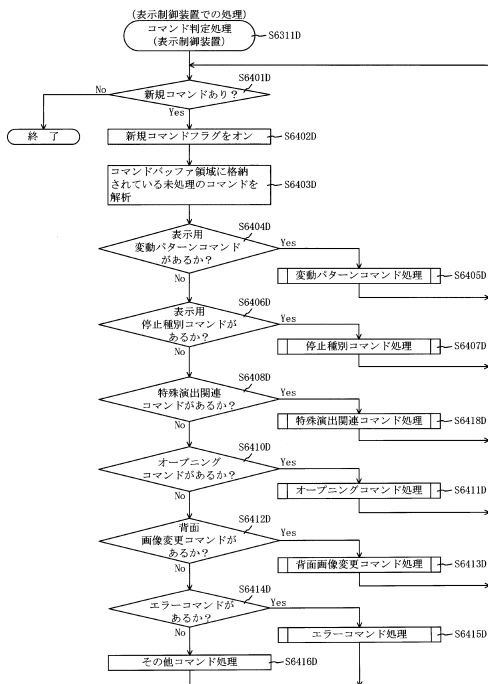 (表示制御装置での処理)
コマンド判定処理
(表示制御装置)
S6311D
S6401D
新規コマンドあり?
No
Yes
終 了
新規コマンドフラグをオン
S6402D
コマンドバッファ領域に格納
されている未処理のコマンドを
解析
S6403D
S6404D
表示用
変動パターンコマンド
があるか?
Yes
No
変動パターンコマンド処理
S6405D
S6406D
表示用
停止種別コマンドが
あるか?
Yes
No
停止種別コマンド処理
S6407D
S6408D
特殊演出関連
コマンドがあるか?
Yes
No
特殊演出関連コマンド処理
S6418D
S6410D
オープニング
コマンドがあるか?
Yes
No
オープニングコマンド処理
S6411D
S6412D
背面
画像変更コマンドが
あるか?
Yes
No
背面画像変更コマンド処理
S6413D
S6414D
エラーコマンドが
あるか?
Yes
No
エラーコマンド処理
S6415D
その他コマンド処理
S6416D